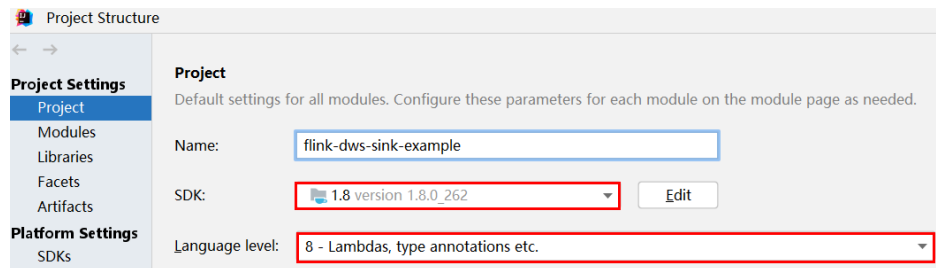 Project Structure
Project Settings
Project
Modules
Libraries
Facets
Artifacts
Platform Settings
SDKs
Project
Default settings for all modules. Configure these parameters for each module on the module page as needed.
Name: flink-dws-sink-example
SDK: 1.8 version 1.8.0_262 Edit
Language level: 8 - Lambdas, type annotations etc.